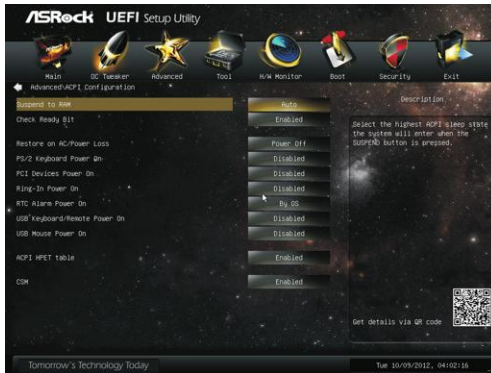 ASRock UEFI Setup Utility
Main OC Tweaker Advanced Tool H/W Monitor Boot Security Exit
Advanced\ACPI Configuration
Description
Suspend to RAM Auto
Check Ready Bit Enabled
Select the highest ACPI sleep state
the system will enter when the
SUSPEND button is pressed.
Restore on AC/Power Loss Power Off
PS/2 Keyboard Power On Disabled
PCI Devices Power On Disabled
Ring-In Power On Disabled
RTC Alarm Power On By OS
USB Keyboard/Remote Power On Disabled
USB Mouse Power On Disabled
ACPI HPET table Enabled
CSM Enabled
Get details via QR code
Tomorrow's Technology Today
Tue 10/09/2012, 04:02:16